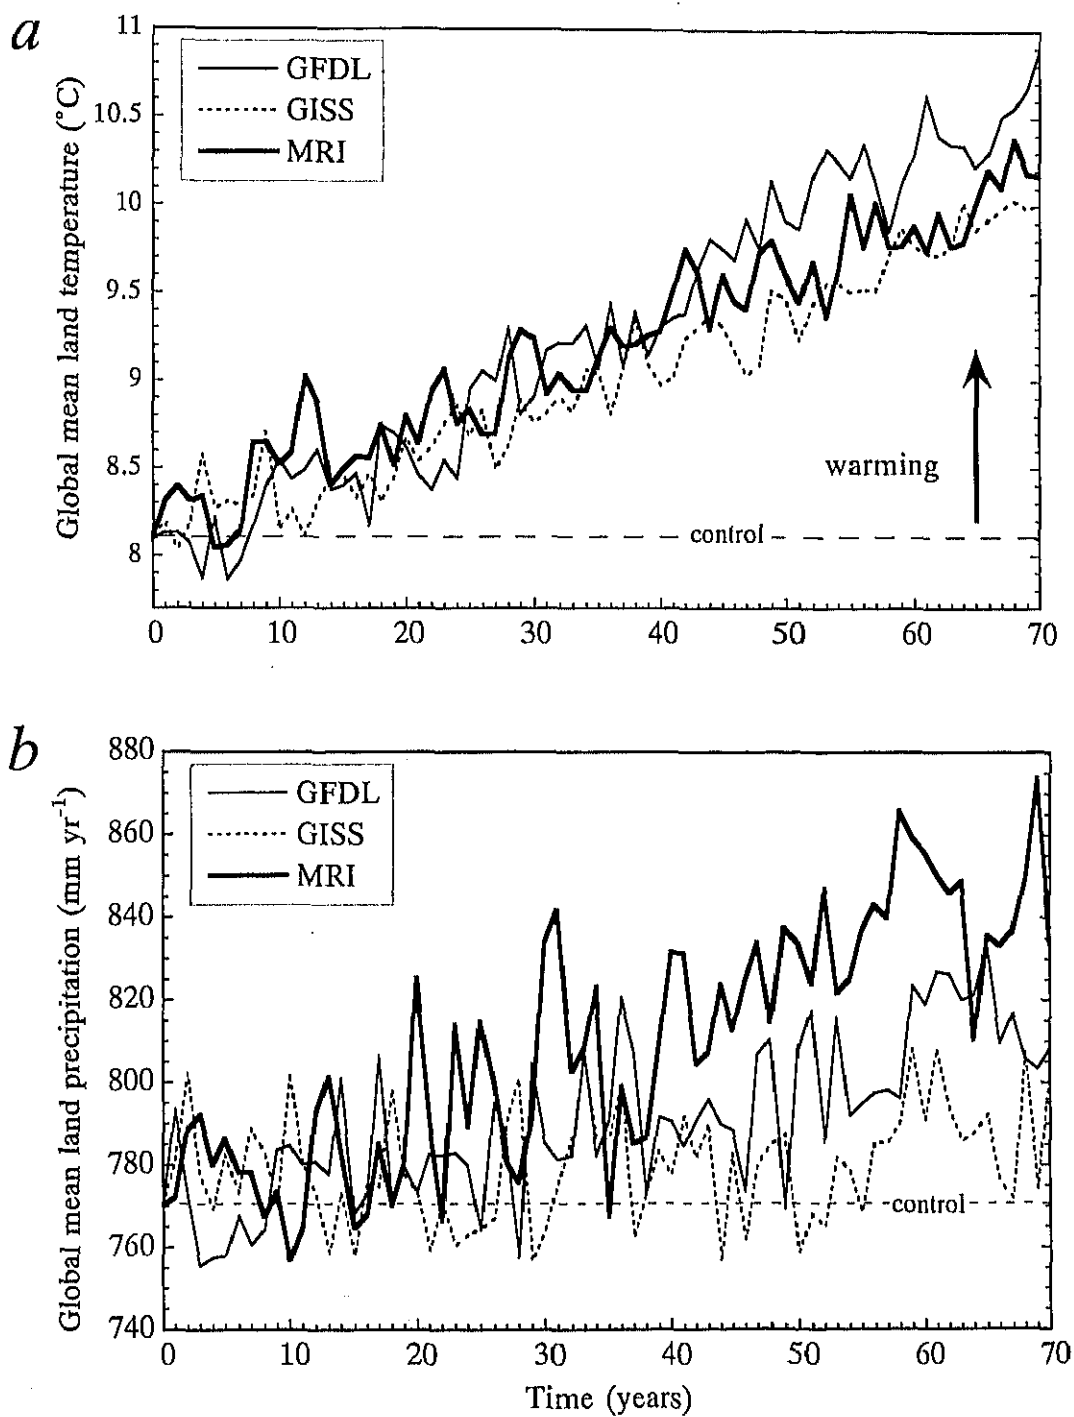 a
11
10.5
10
9.5
9
8.5
8
Global mean land temperature (°C)
GFDL
GISS
MRI
warming
control
0 10 20 30 40 50 60 70
b
880
860
840
820
800
780
760
740
Global mean land precipitation (mm yr⁻¹)
GFDL
GISS
MRI
control
0 10 20 30 40 50 60 70
Time (years)